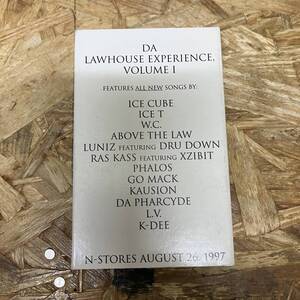 DA
LAWHOUSE EXPERIENCE,
VOLUME I
FEATURES ALL NEW SONGS BY:
ICE CUBE
ICE T
W.C.
ABOVE THE LAW
LUNIZ FEATURING DRU DOWN
RAS KASS FEATURING XZIBIT
PHALOS
GO MACK
KAUSION
DA PHARCYDE
L.V.
K-DEE
N-STORES AUGUST 26, 1997